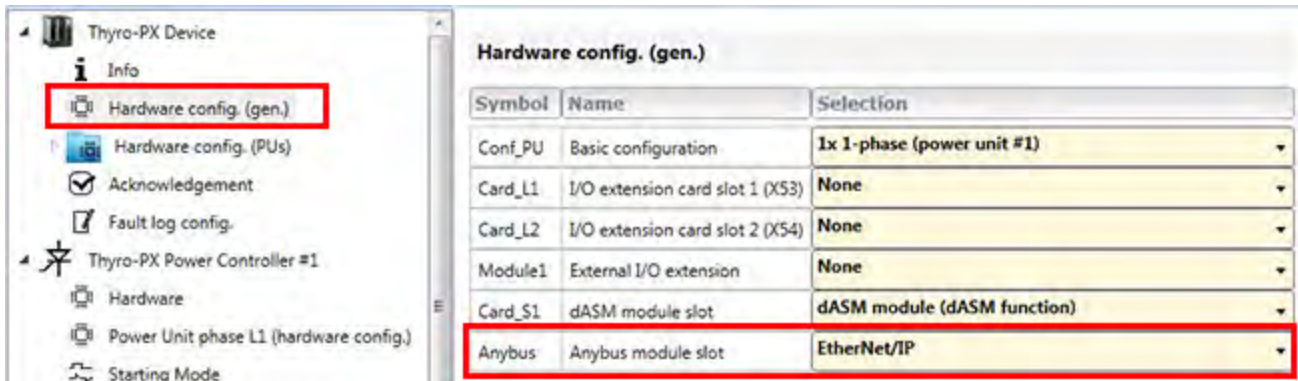 Thyro-PX Device
Info
Hardware config. (gen.)
Hardware config. (PUs)
Acknowledgement
Fault log config.
Thyro-PX Power Controller #1
Hardware
Power Unit phase L1 (hardware config.)
Starting Mode
Hardware config. (gen.)
Symbol Name Selection
Conf_PU Basic configuration 1x 1-phase (power unit #1)
Card_L1 I/O extension card slot 1 (X53) None
Card_L2 I/O extension card slot 2 (X54) None
Module1 External I/O extension None
Card_S1 dASM module slot dASM module (dASM function)
Anybus Anybus module slot EtherNet/IP